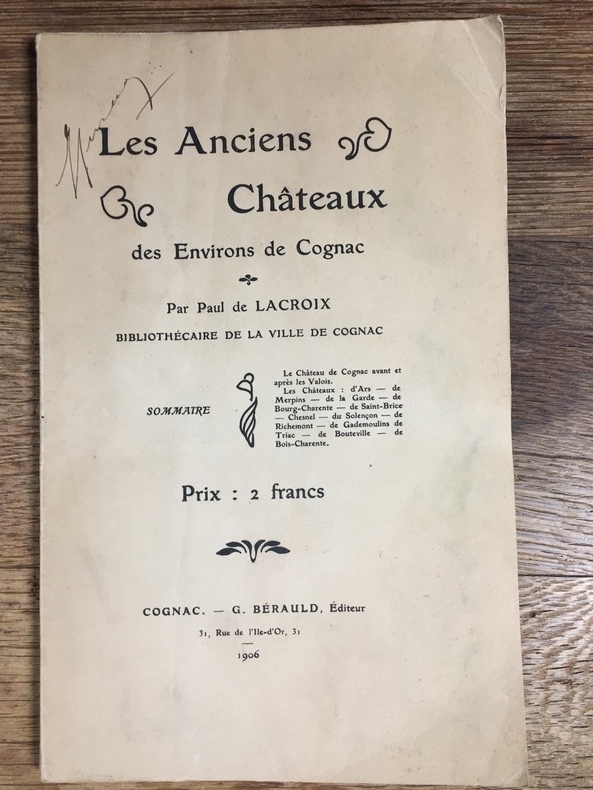 Les Anciens
Châteaux
des Environs de Cognac
Par Paul de LACROIX
BIBLIOTHÉCAIRE DE LA VILLE DE COGNAC
SOMMAIRE
Le Château de Cognac avant et
après les Valois.
Les Châteaux : d'Ars — de
Merpins — de la Garde — de
Bourg-Charente — de Saint-Brice
— Chesnel — du Solençon — de
Richemont — de Gademoulins de
Triac — de Bouteville — de
Bois-Charente.
Prix : 2 francs
COGNAC. — G. BÉRAULD, Éditeur
31, Rue de l'Ile-d'Or, 31
1906